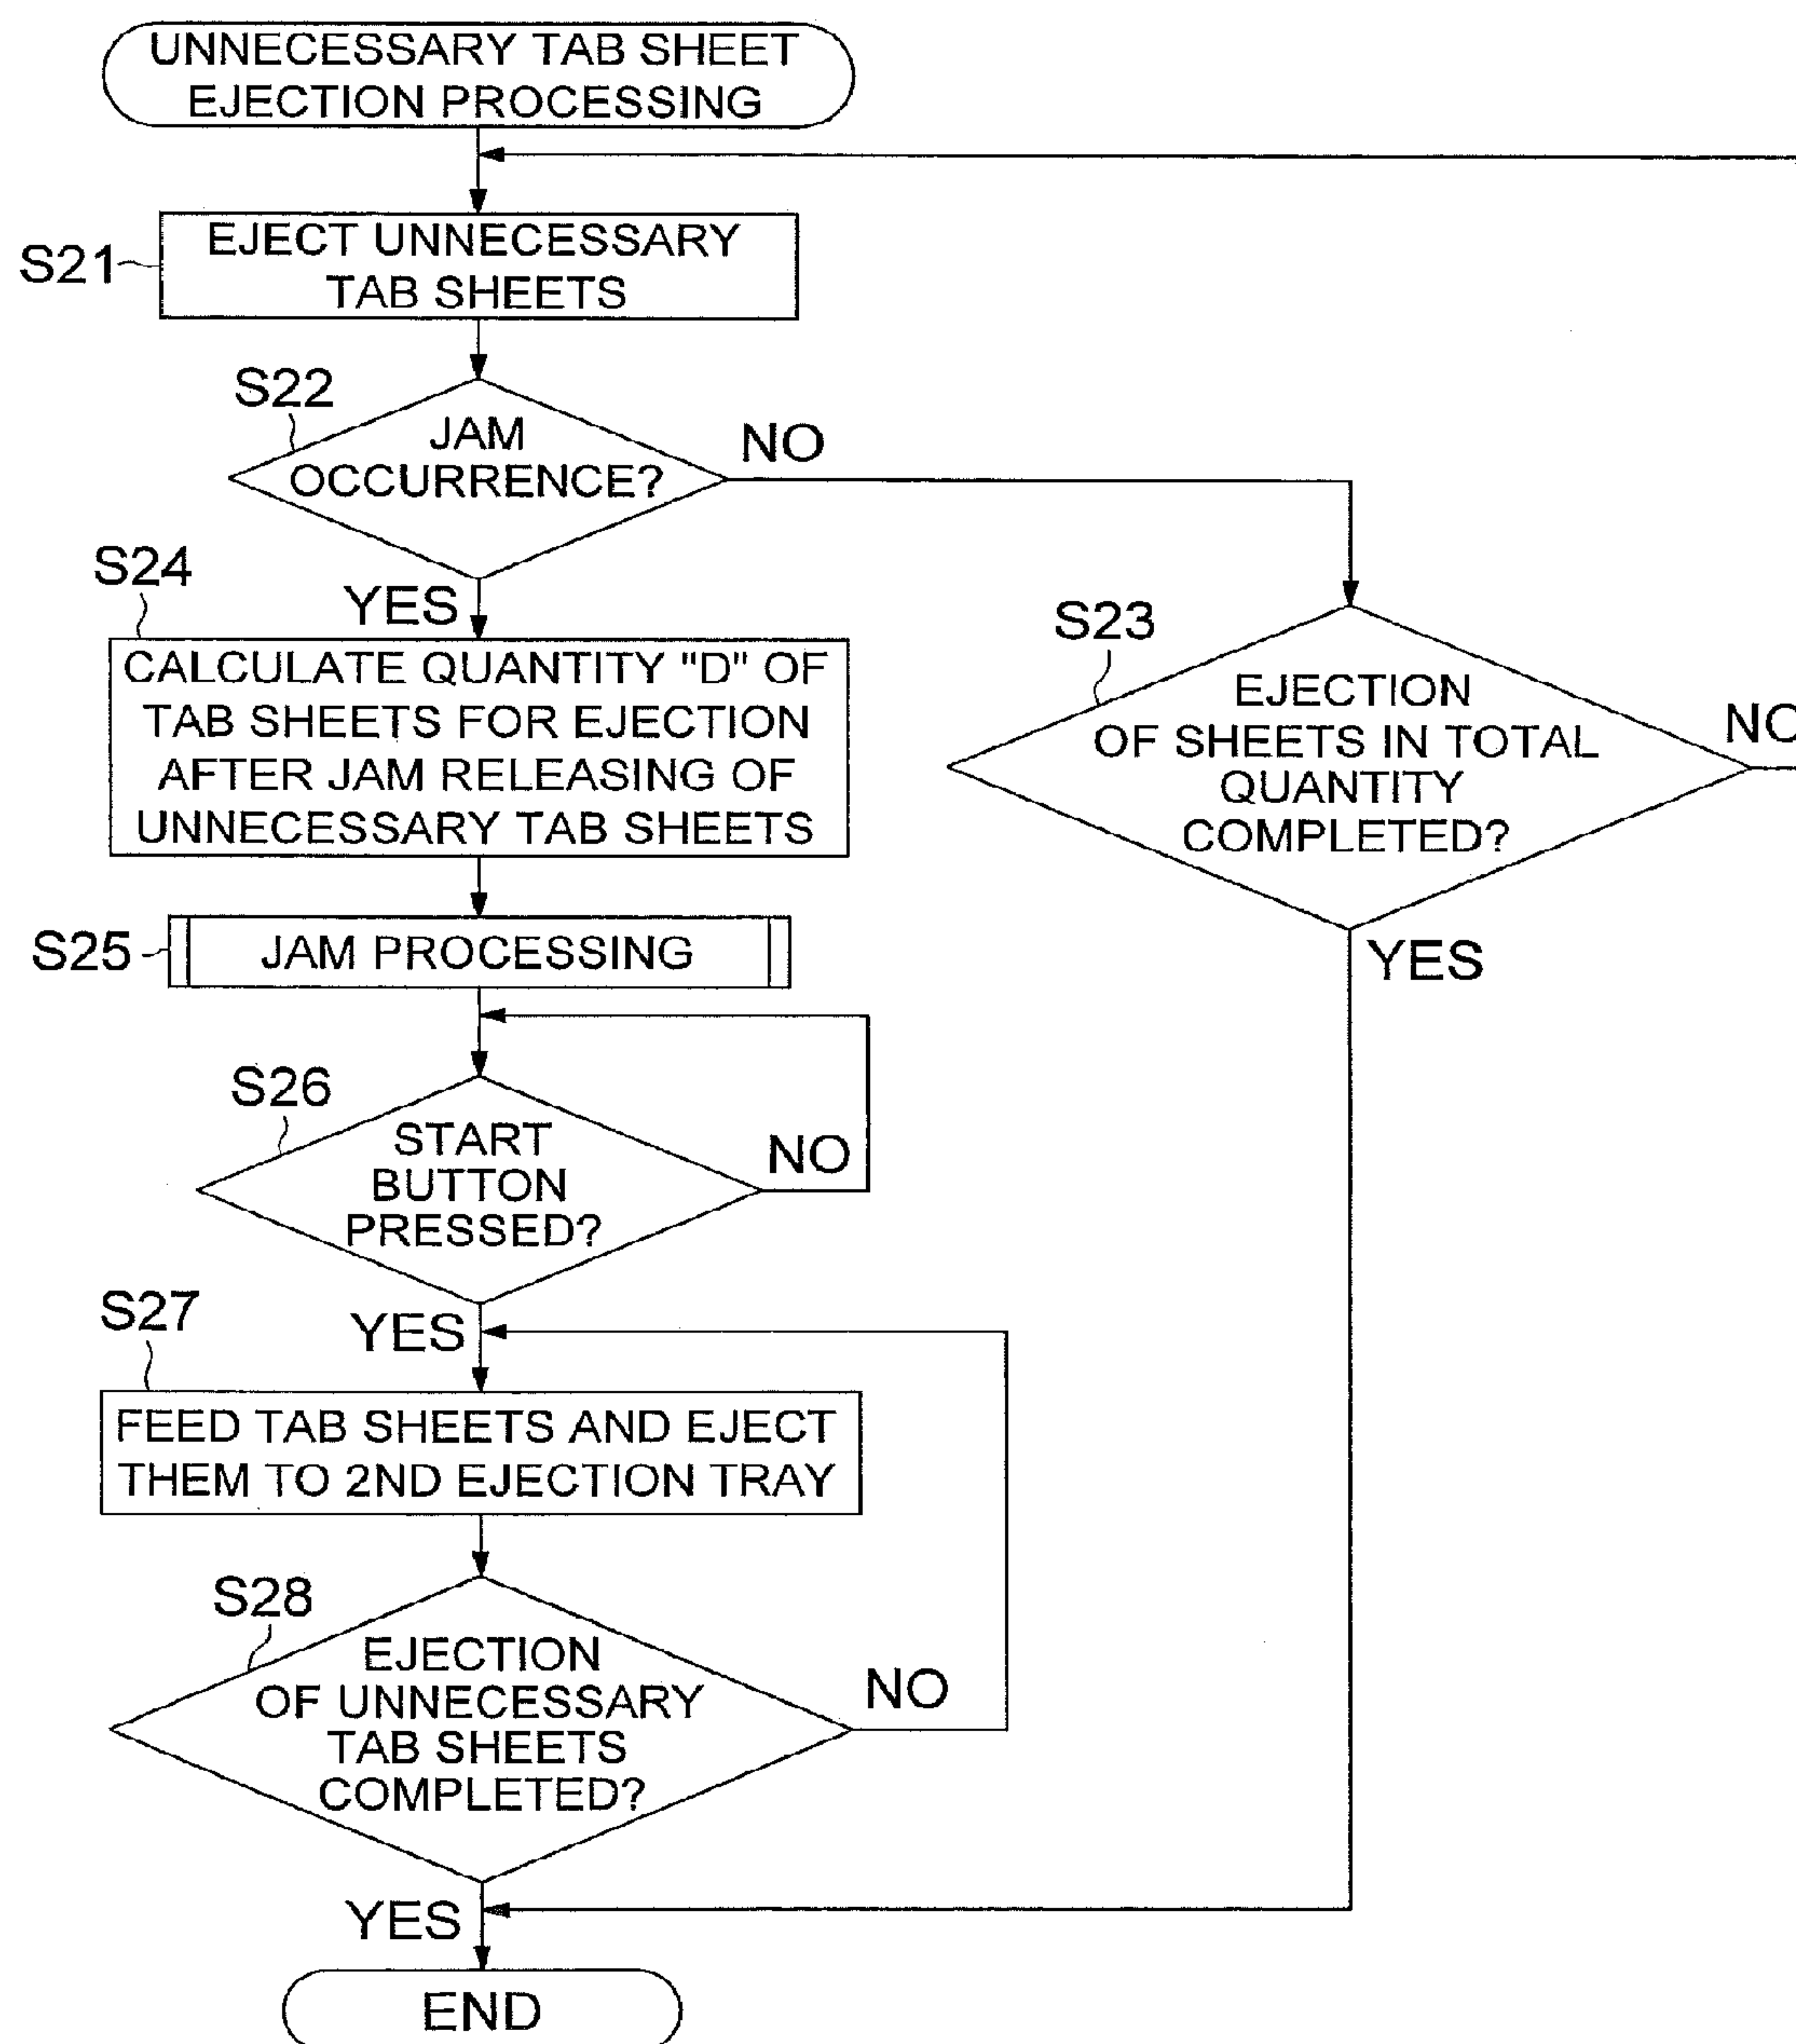 UNNECESSARY TAB SHEET
EJECTION PROCESSING
S21
EJECT UNNECESSARY
TAB SHEETS
S22
JAM
OCCURRENCE?
NO
YES
S23
EJECTION
OF SHEETS IN TOTAL
QUANTITY
COMPLETED?
NO
YES
S24
CALCULATE QUANTITY "D" OF
TAB SHEETS FOR EJECTION
AFTER JAM RELEASING OF
UNNECESSARY TAB SHEETS
S25
JAM PROCESSING
S26
START
BUTTON
PRESSED?
NO
YES
S27
FEED TAB SHEETS AND EJECT
THEM TO 2ND EJECTION TRAY
S28
EJECTION
OF UNNECESSARY
TAB SHEETS
COMPLETED?
NO
YES
END